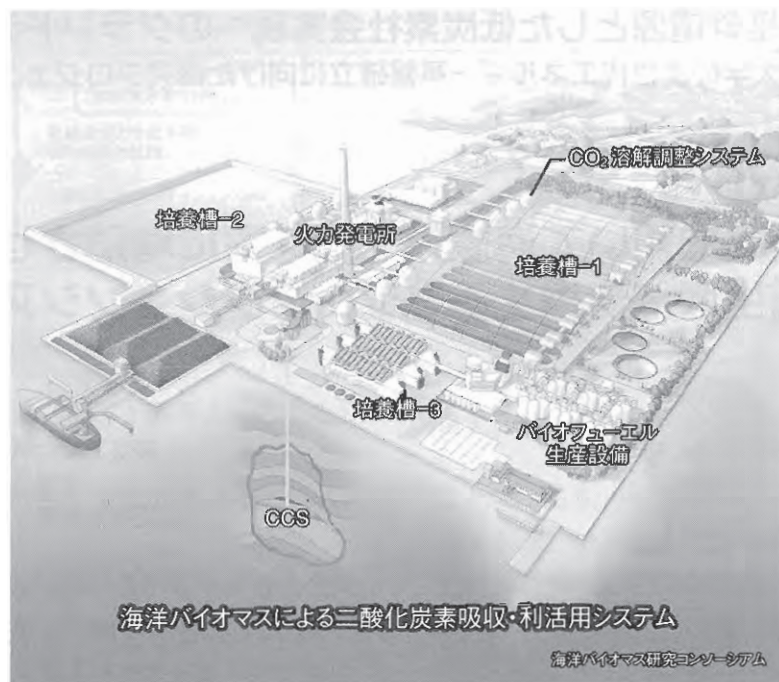 CO₂溶解調整システム
培養槽-2
火力発電所
培養槽-1
培養槽-3
バイオフューエル
生産設備
CCS
海洋バイオマスによる二酸化炭素吸収・利活用システム
海洋バイオマス研究コンソーシアム